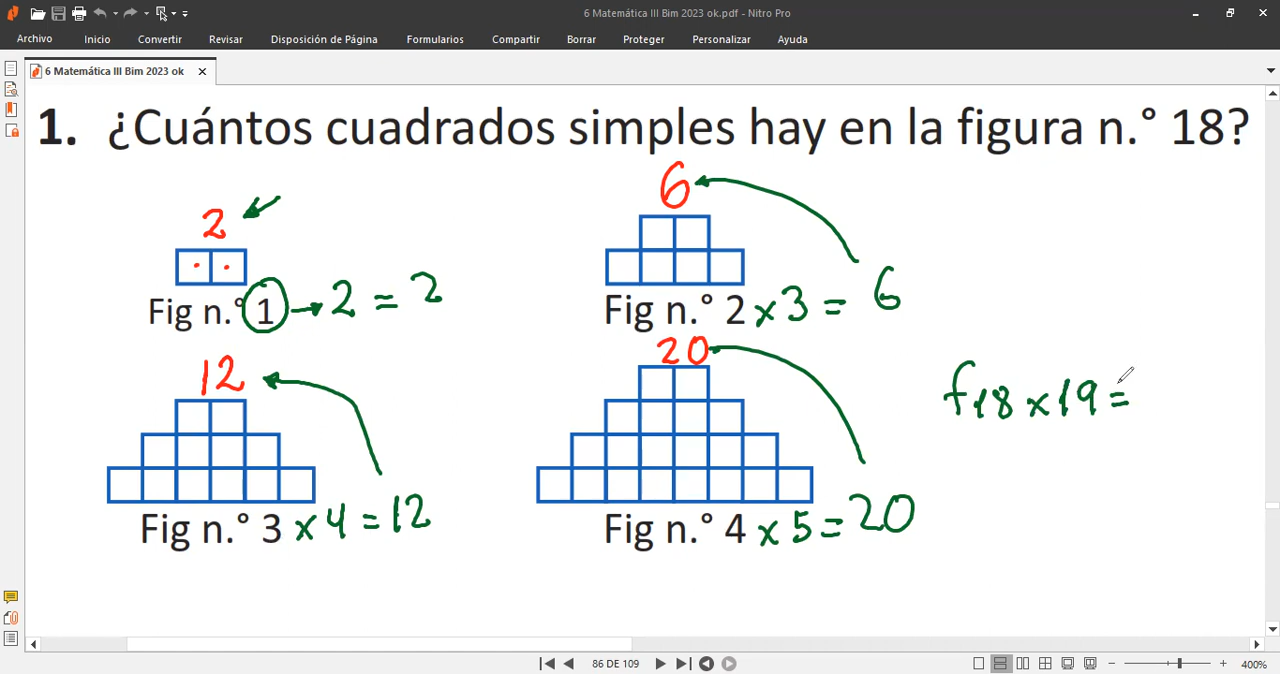 6 Matemática III Bim 2023 ok.pdf - Nitro Pro
Archivo Inicio Convertir Revisar Disposición de Página Formularios Compartir Borrar Proteger Personalizar Ayuda
6 Matemática III Bim 2023 ok
1. ¿Cuántos cuadrados simples hay en la figura n.° 18?
2
Fig n.° 1 → 2 = 2
6
Fig n.° 2 x 3 = 6
12
Fig n.° 3 x 4 = 12
20
Fig n.° 4 x 5 = 20
f18 x 19 =
86 DE 109
400%